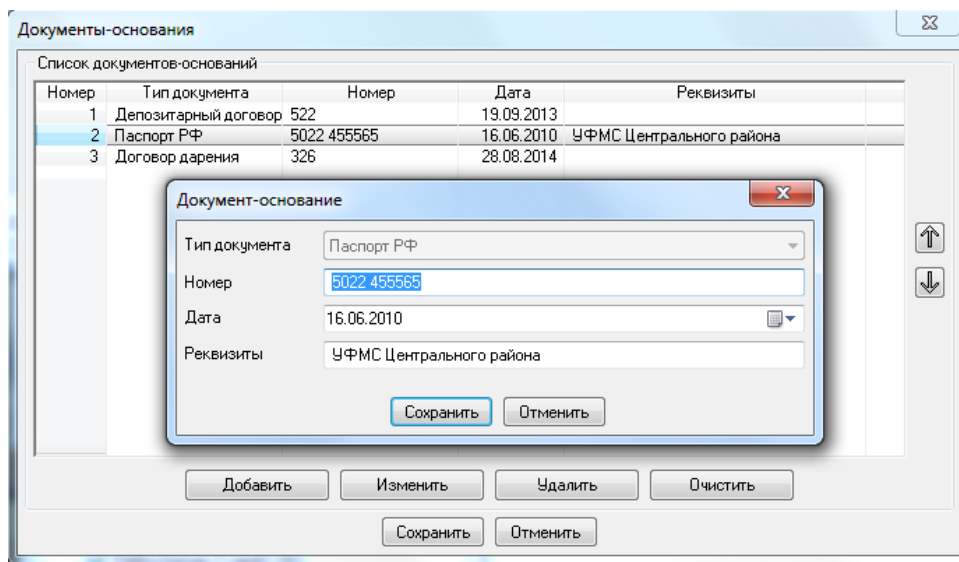 Документы-основания
Список документов-оснований
Номер Тип документа Номер Дата Реквизиты
1 Депозитарный договор 522 19.09.2013
2 Паспорт РФ 5022 455565 16.06.2010 УФМС Центрального района
3 Договор дарения 326 28.08.2014
Документ-основание
Тип документа Паспорт РФ
Номер 5022 455565
Дата 16.06.2010
Реквизиты УФМС Центрального района
Сохранить Отменить
Добавить Изменить Удалить Очистить
Сохранить Отменить